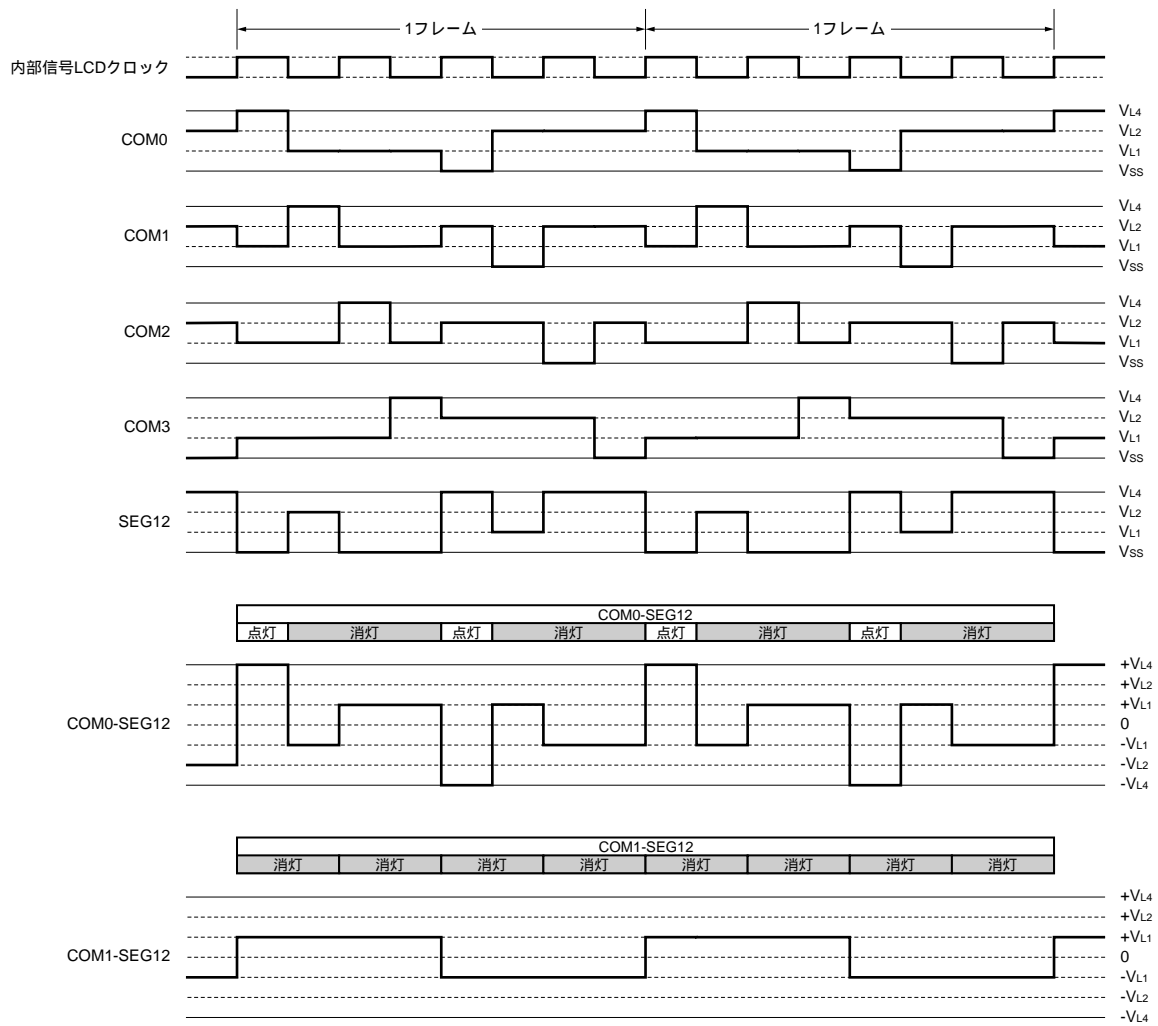 1フレーム 1フレーム
内部信号LCDクロック
COM0
VL4
VL2
VL1
VSS
COM1
VL4
VL2
VL1
VSS
COM2
VL4
VL2
VL1
VSS
COM3
VL4
VL2
VL1
VSS
SEG12
VL4
VL2
VL1
VSS
COM0-SEG12
点灯 消灯 点灯 消灯 点灯 消灯 点灯 消灯
COM0-SEG12
+VL4
+VL2
+VL1
0
-VL1
-VL2
-VL4
COM1-SEG12
消灯 消灯 消灯 消灯 消灯 消灯 消灯 消灯
COM1-SEG12
+VL4
+VL2
+VL1
0
-VL1
-VL2
-VL4